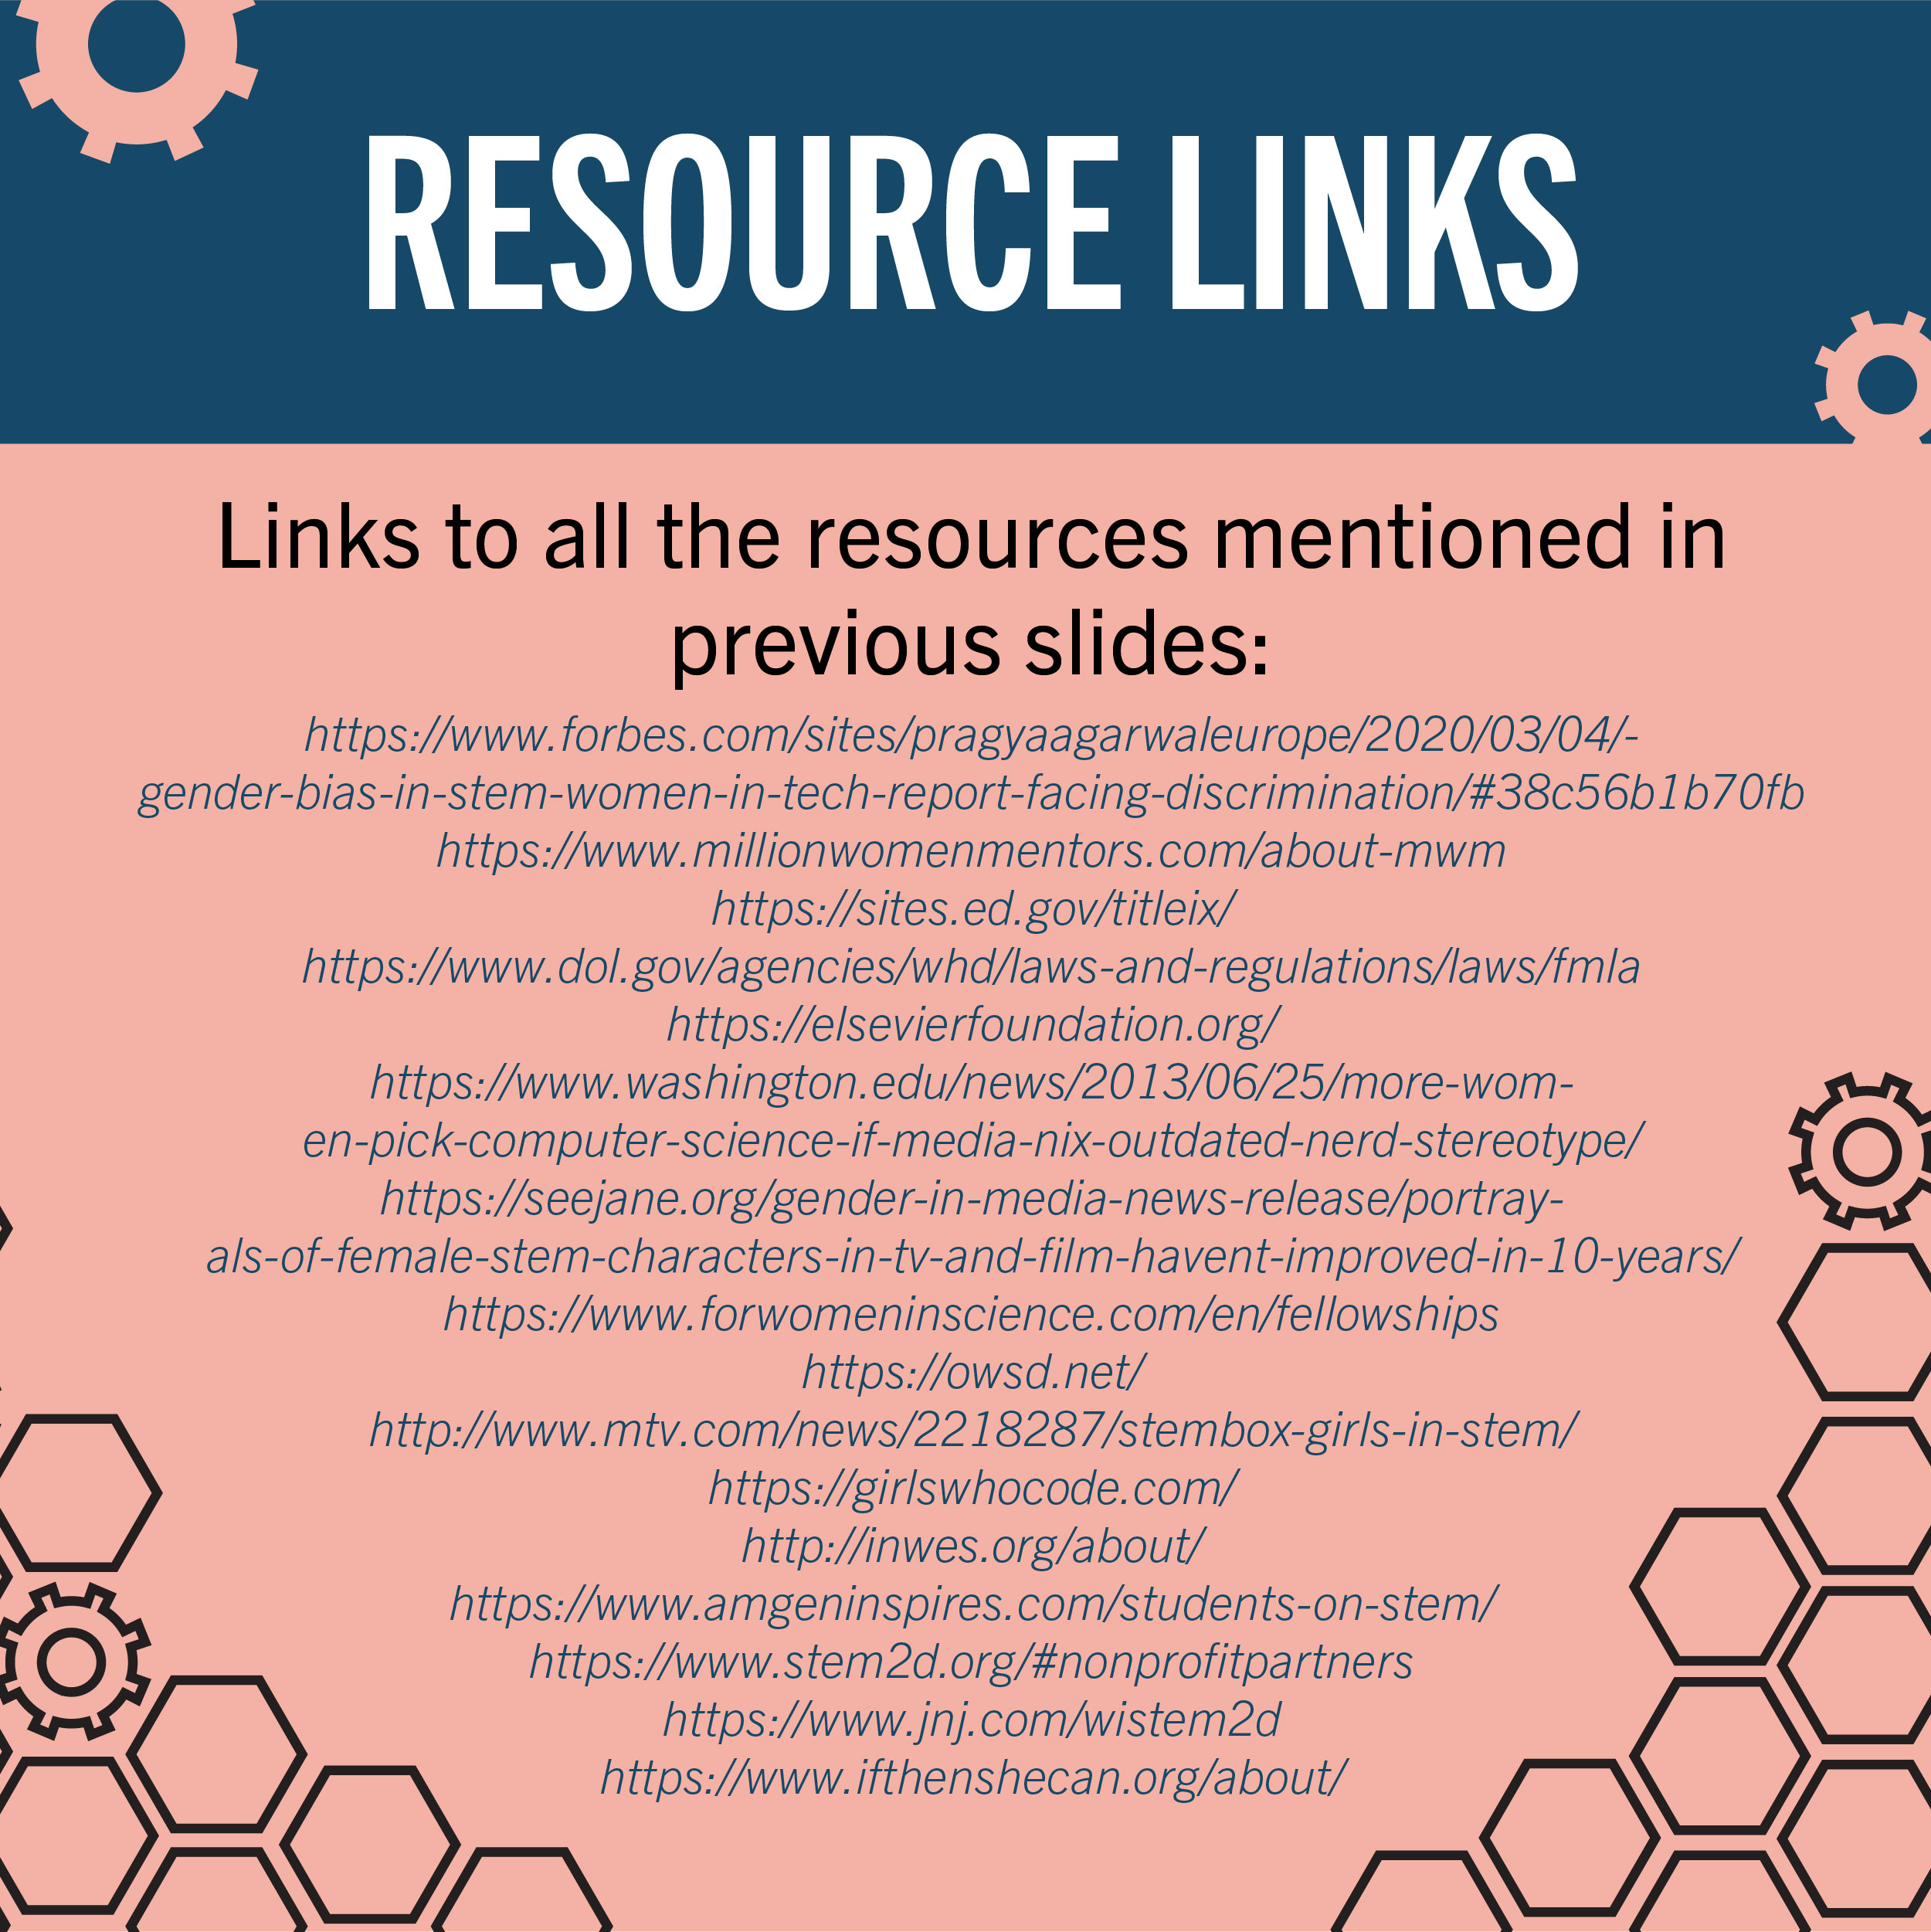 RESOURCE LINKS
Links to all the resources mentioned in
previous slides:
https://www.forbes.com/sites/pragyaagarwaleurope/2020/03/04/-
gender-bias-in-stem-women-in-tech-report-facing-discrimination/#38c56b1b70fb
https://www.millionwomenmentors.com/about-mwm
https://sites.ed.gov/titleix/
https://www.dol.gov/agencies/whd/laws-and-regulations/laws/fmla
https://elsevierfoundation.org/
https://www.washington.edu/news/2013/06/25/more-wom-
en-pick-computer-science-if-media-nix-outdated-nerd-stereotype/
https://seejane.org/gender-in-media-news-release/portray-
als-of-female-stem-characters-in-tv-and-film-havent-improved-in-10-years/
https://www.forwomeninscience.com/en/fellowships
https://owsd.net/
http://www.mtv.com/news/2218287/stembox-girls-in-stem/
https://girlswhocode.com/
http://inwes.org/about/
https://www.amgeninspires.com/students-on-stem/
https://www.stem2d.org/#nonprofitpartners
https://www.jnj.com/wistem2d
https://www.ifthenshecan.org/about/